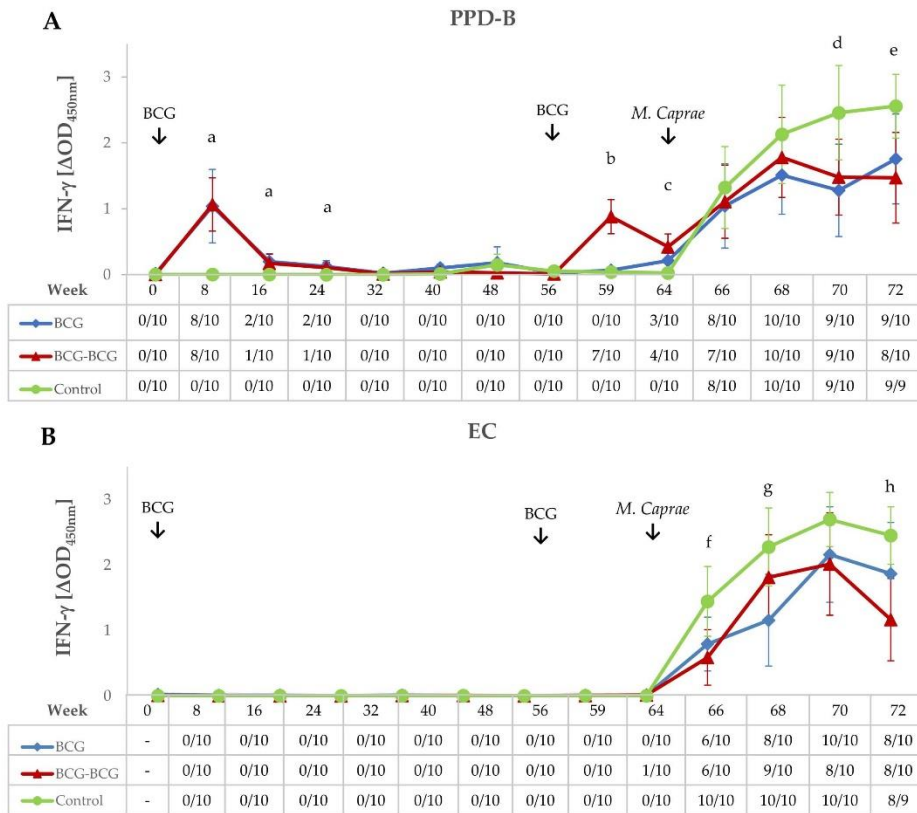 A
PPD-B
IFN-γ [ΔOD450nm]
3
2
1
0
BCG
a
a
a
BCG
b
M. Caprae
c
d
e
Week 0 8 16 24 32 40 48 56 59 64 66 68 70 72
BCG 0/10 8/10 2/10 2/10 0/10 0/10 0/10 0/10 0/10 3/10 8/10 10/10 9/10 9/10
BCG-BCG 0/10 8/10 1/10 1/10 0/10 0/10 0/10 0/10 7/10 4/10 7/10 10/10 9/10 8/10
Control 0/10 0/10 0/10 0/10 0/10 0/10 0/10 0/10 0/10 0/10 8/10 10/10 9/10 9/9
B
EC
IFN-γ [ΔOD450nm]
3
2
1
0
BCG
BCG
M. Caprae
f
g
h
Week 0 8 16 24 32 40 48 56 59 64 66 68 70 72
BCG - 0/10 0/10 0/10 0/10 0/10 0/10 0/10 0/10 0/10 6/10 8/10 10/10 8/10
BCG-BCG - 0/10 0/10 0/10 0/10 0/10 0/10 0/10 0/10 1/10 6/10 9/10 8/10 8/10
Control - 0/10 0/10 0/10 0/10 0/10 0/10 0/10 0/10 0/10 10/10 10/10 10/10 8/9